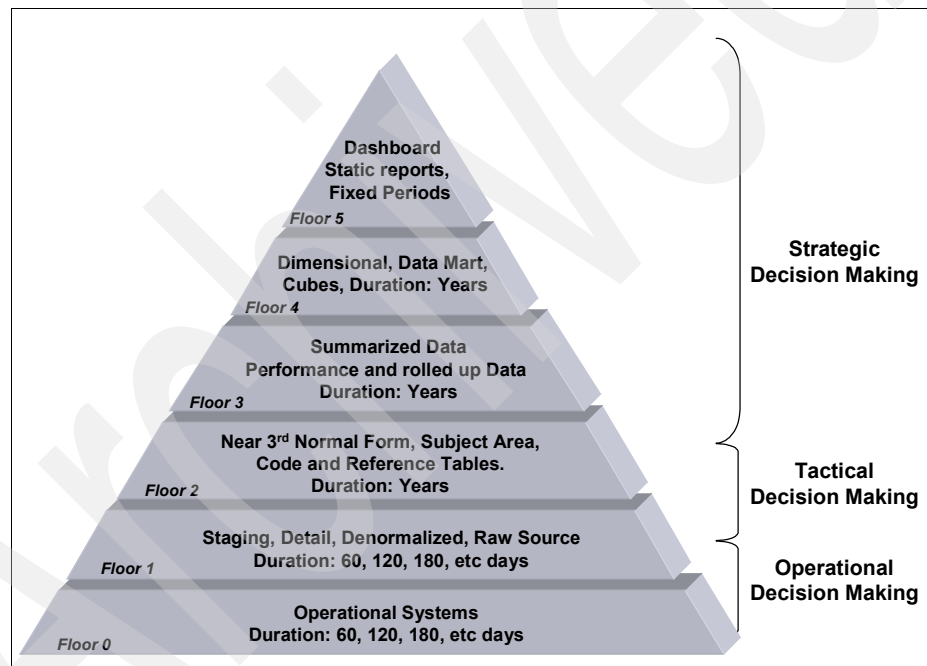 Dashboard
Static reports,
Fixed Periods
Floor 5
Dimensional, Data Mart,
Cubes, Duration: Years
Floor 4
Summarized Data
Performance and rolled up Data
Duration: Years
Floor 3
Near 3rd Normal Form, Subject Area,
Code and Reference Tables.
Duration: Years
Floor 2
Staging, Detail, Denormalized, Raw Source
Duration: 60, 120, 180, etc days
Floor 1
Operational Systems
Duration: 60, 120, 180, etc days
Floor 0
Strategic
Decision Making
Tactical
Decision Making
Operational
Decision Making
Archived